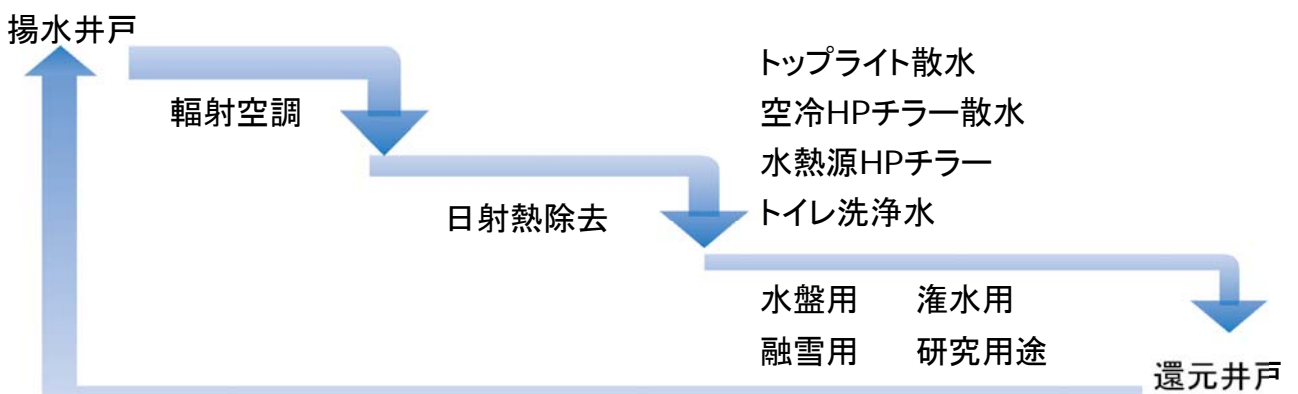 揚水井戸
輻射空調
日射熱除去
トップライト散水
空冷HPチラー散水
水熱源HPチラー
トイレ洗浄水
水盤用 潅水用
融雪用 研究用途
還元井戸